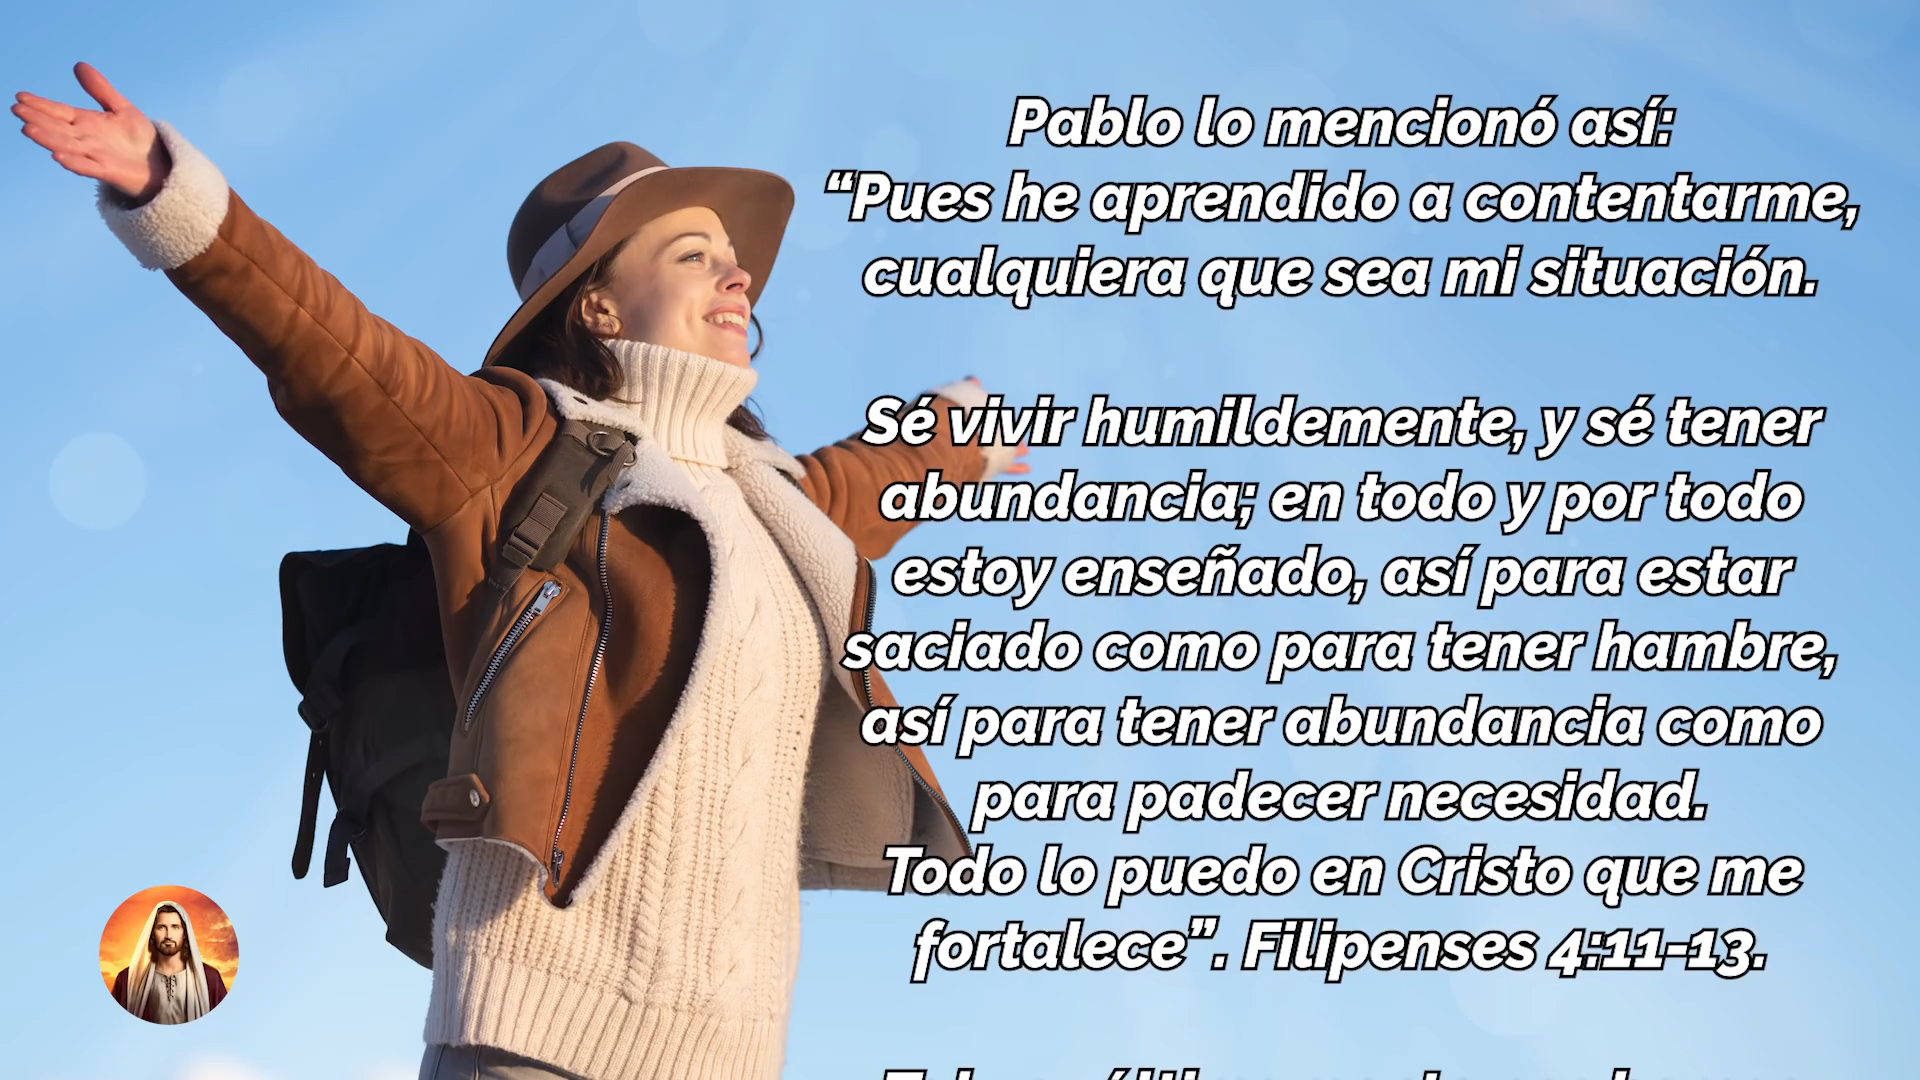 Pablo lo mencionó así:
“Pues he aprendido a contentarme,
cualquiera que sea mi situación.
Sé vivir humildemente, y sé tener
abundancia; en todo y por todo
estoy enseñado, así para estar
saciado como para tener hambre,
así para tener abundancia como
para padecer necesidad.
Todo lo puedo en Cristo que me
fortalece”. Filipenses 4:11-13.